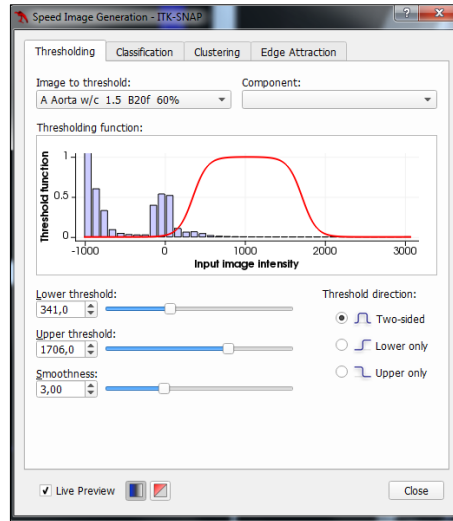 Speed Image Generation - ITK-SNAP
Thresholding Classification Clustering Edge Attraction
Image to threshold: Component:
A Aorta w/c 1.5 B20f 60%
Thresholding function:
Threshold function
1
0.5
0
-1000 0 1000 2000 3000
Input image intensity
Lower threshold: Threshold direction:
341,0 Two-sided
Upper threshold:
1706,0 Lower only
Smoothness:
3,00 Upper only
Live Preview Close